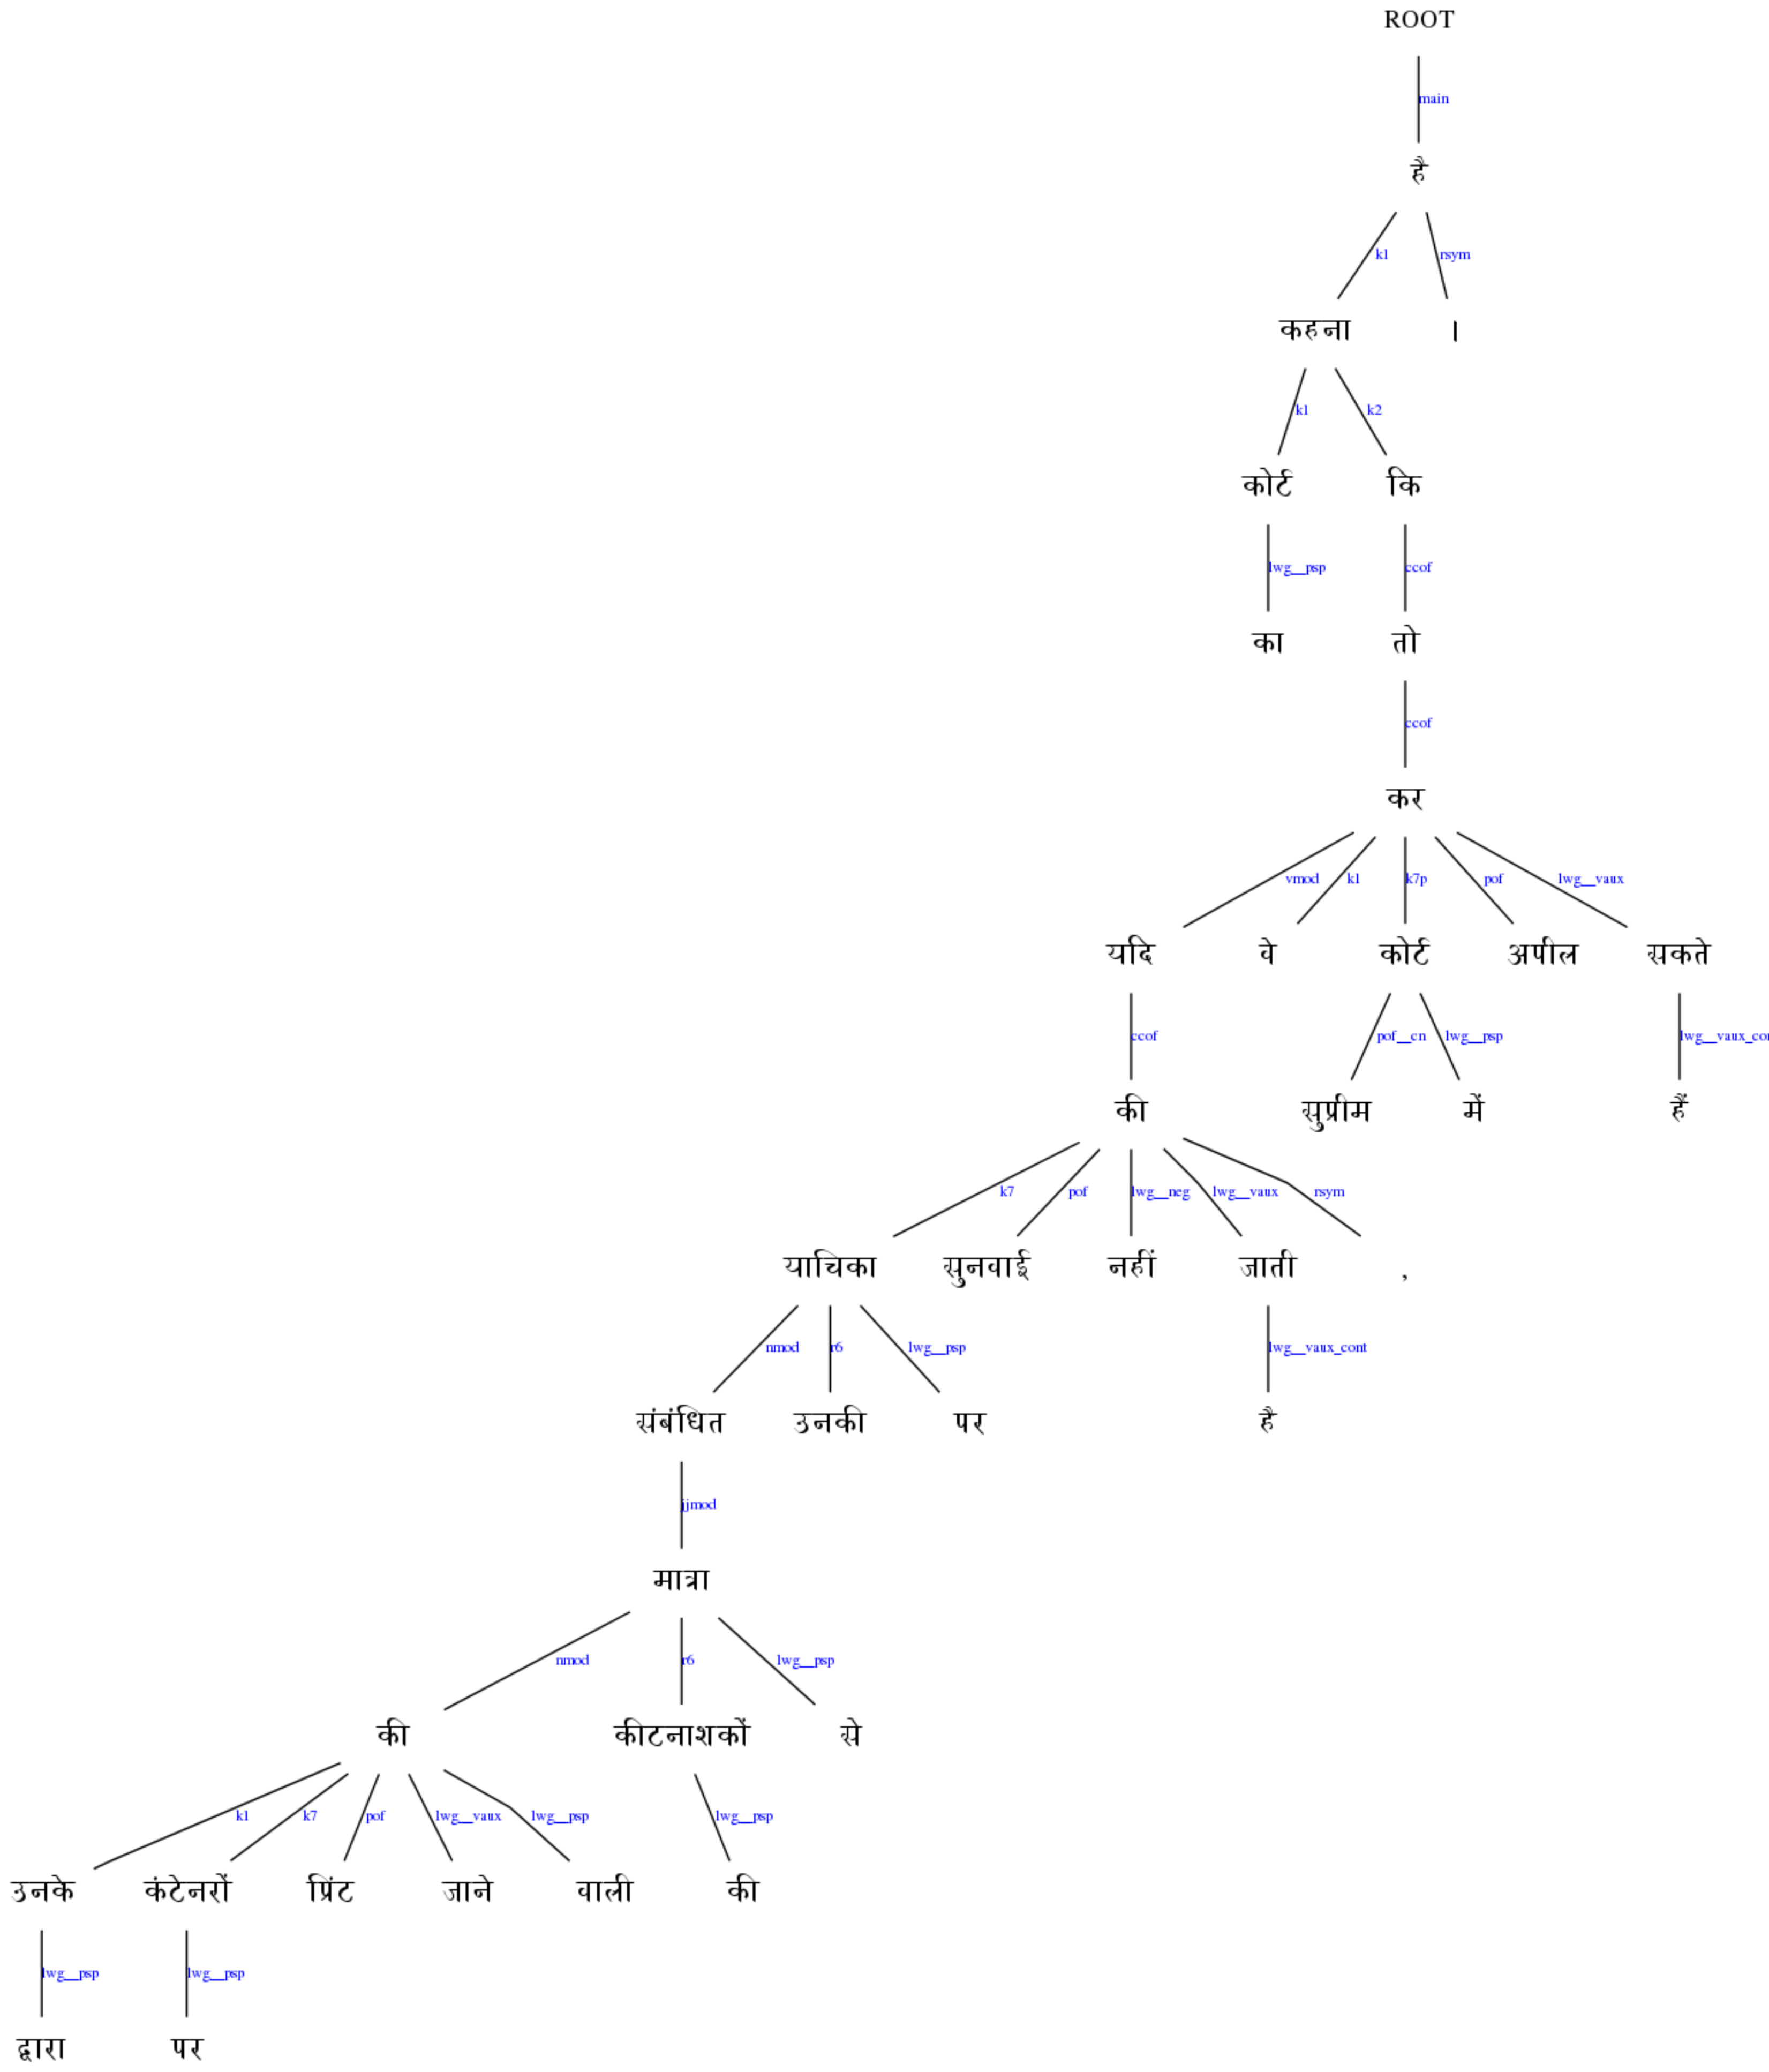 ROOT
main
है
k1 rsym
कहना ।
k1 k2
कोर्ट कि
lwg__psp ccof
का तो
ccof
कर
vmod k1 k7p pof lwg__vaux
यदि वे कोर्ट अपील सकते
ccof pof__cn lwg__psp lwg__vaux_con
की सुप्रीम में हैं
k7 pof lwg__neg lwg__vaux rsym
याचिका सुनवाई नहीं जाती ,
nmod r6 lwg__psp lwg__vaux_cont
संबंधित उनकी पर है
jjmod
मात्रा
nmod r6 lwg__psp
की कीटनाशकों से
k1 k7 pof lwg__vaux lwg__psp lwg__psp
उनके कंटेनरों प्रिंट जाने वाली की
lwg__psp lwg__psp
द्वारा पर